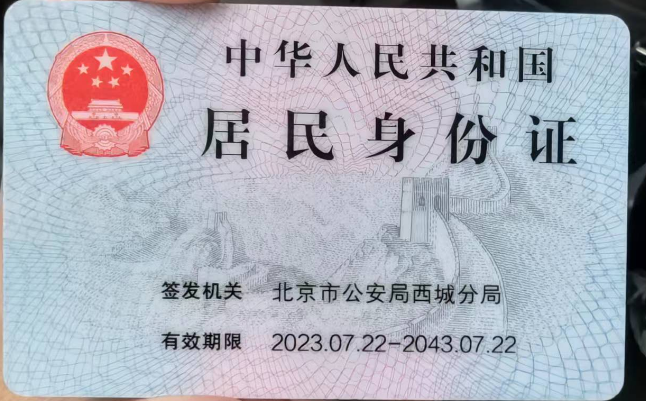 中华人民共和国
居民身份证
签发机关 北京市公安局西城分局
有效期限 2023.07.22-2043.07.22